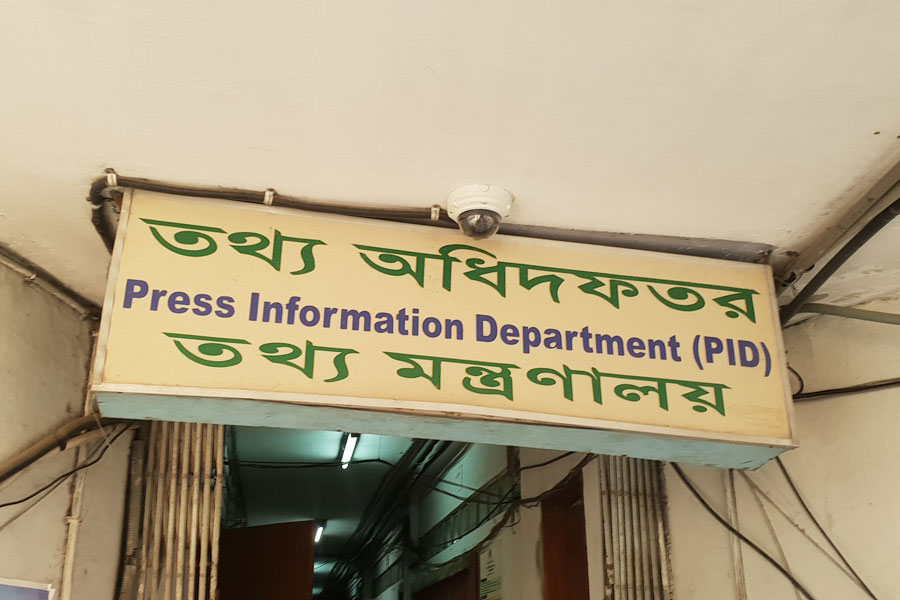 তথ্য অধিদফতর
Press Information Department (PID)
তথ্য মন্ত্রণালয়